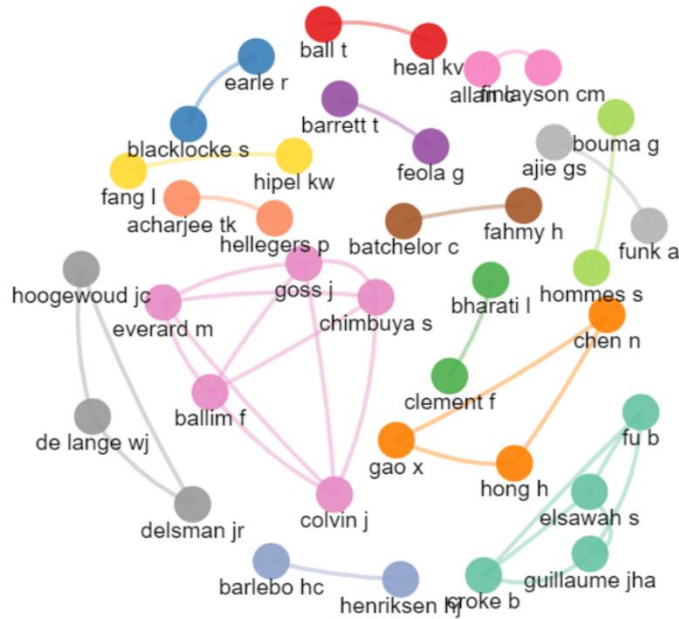 ball t
heal kv
earle r
allan c
finlayson cm
barrett t
blacklocke s
bouma g
feola g
ajie gs
hipel kw
fang l
acharjee tk
hellegers p
batchelor c
fahmy h
funk a
goss j
hoogewoud jc
everard m
chimbuya s
bharati l
hommes s
chen n
clement f
ballim f
de lange wj
gao x
fu b
hong h
elsawah s
colvin j
delsman jr
guillaume jha
barlebo hc
henriksen hj
croke b